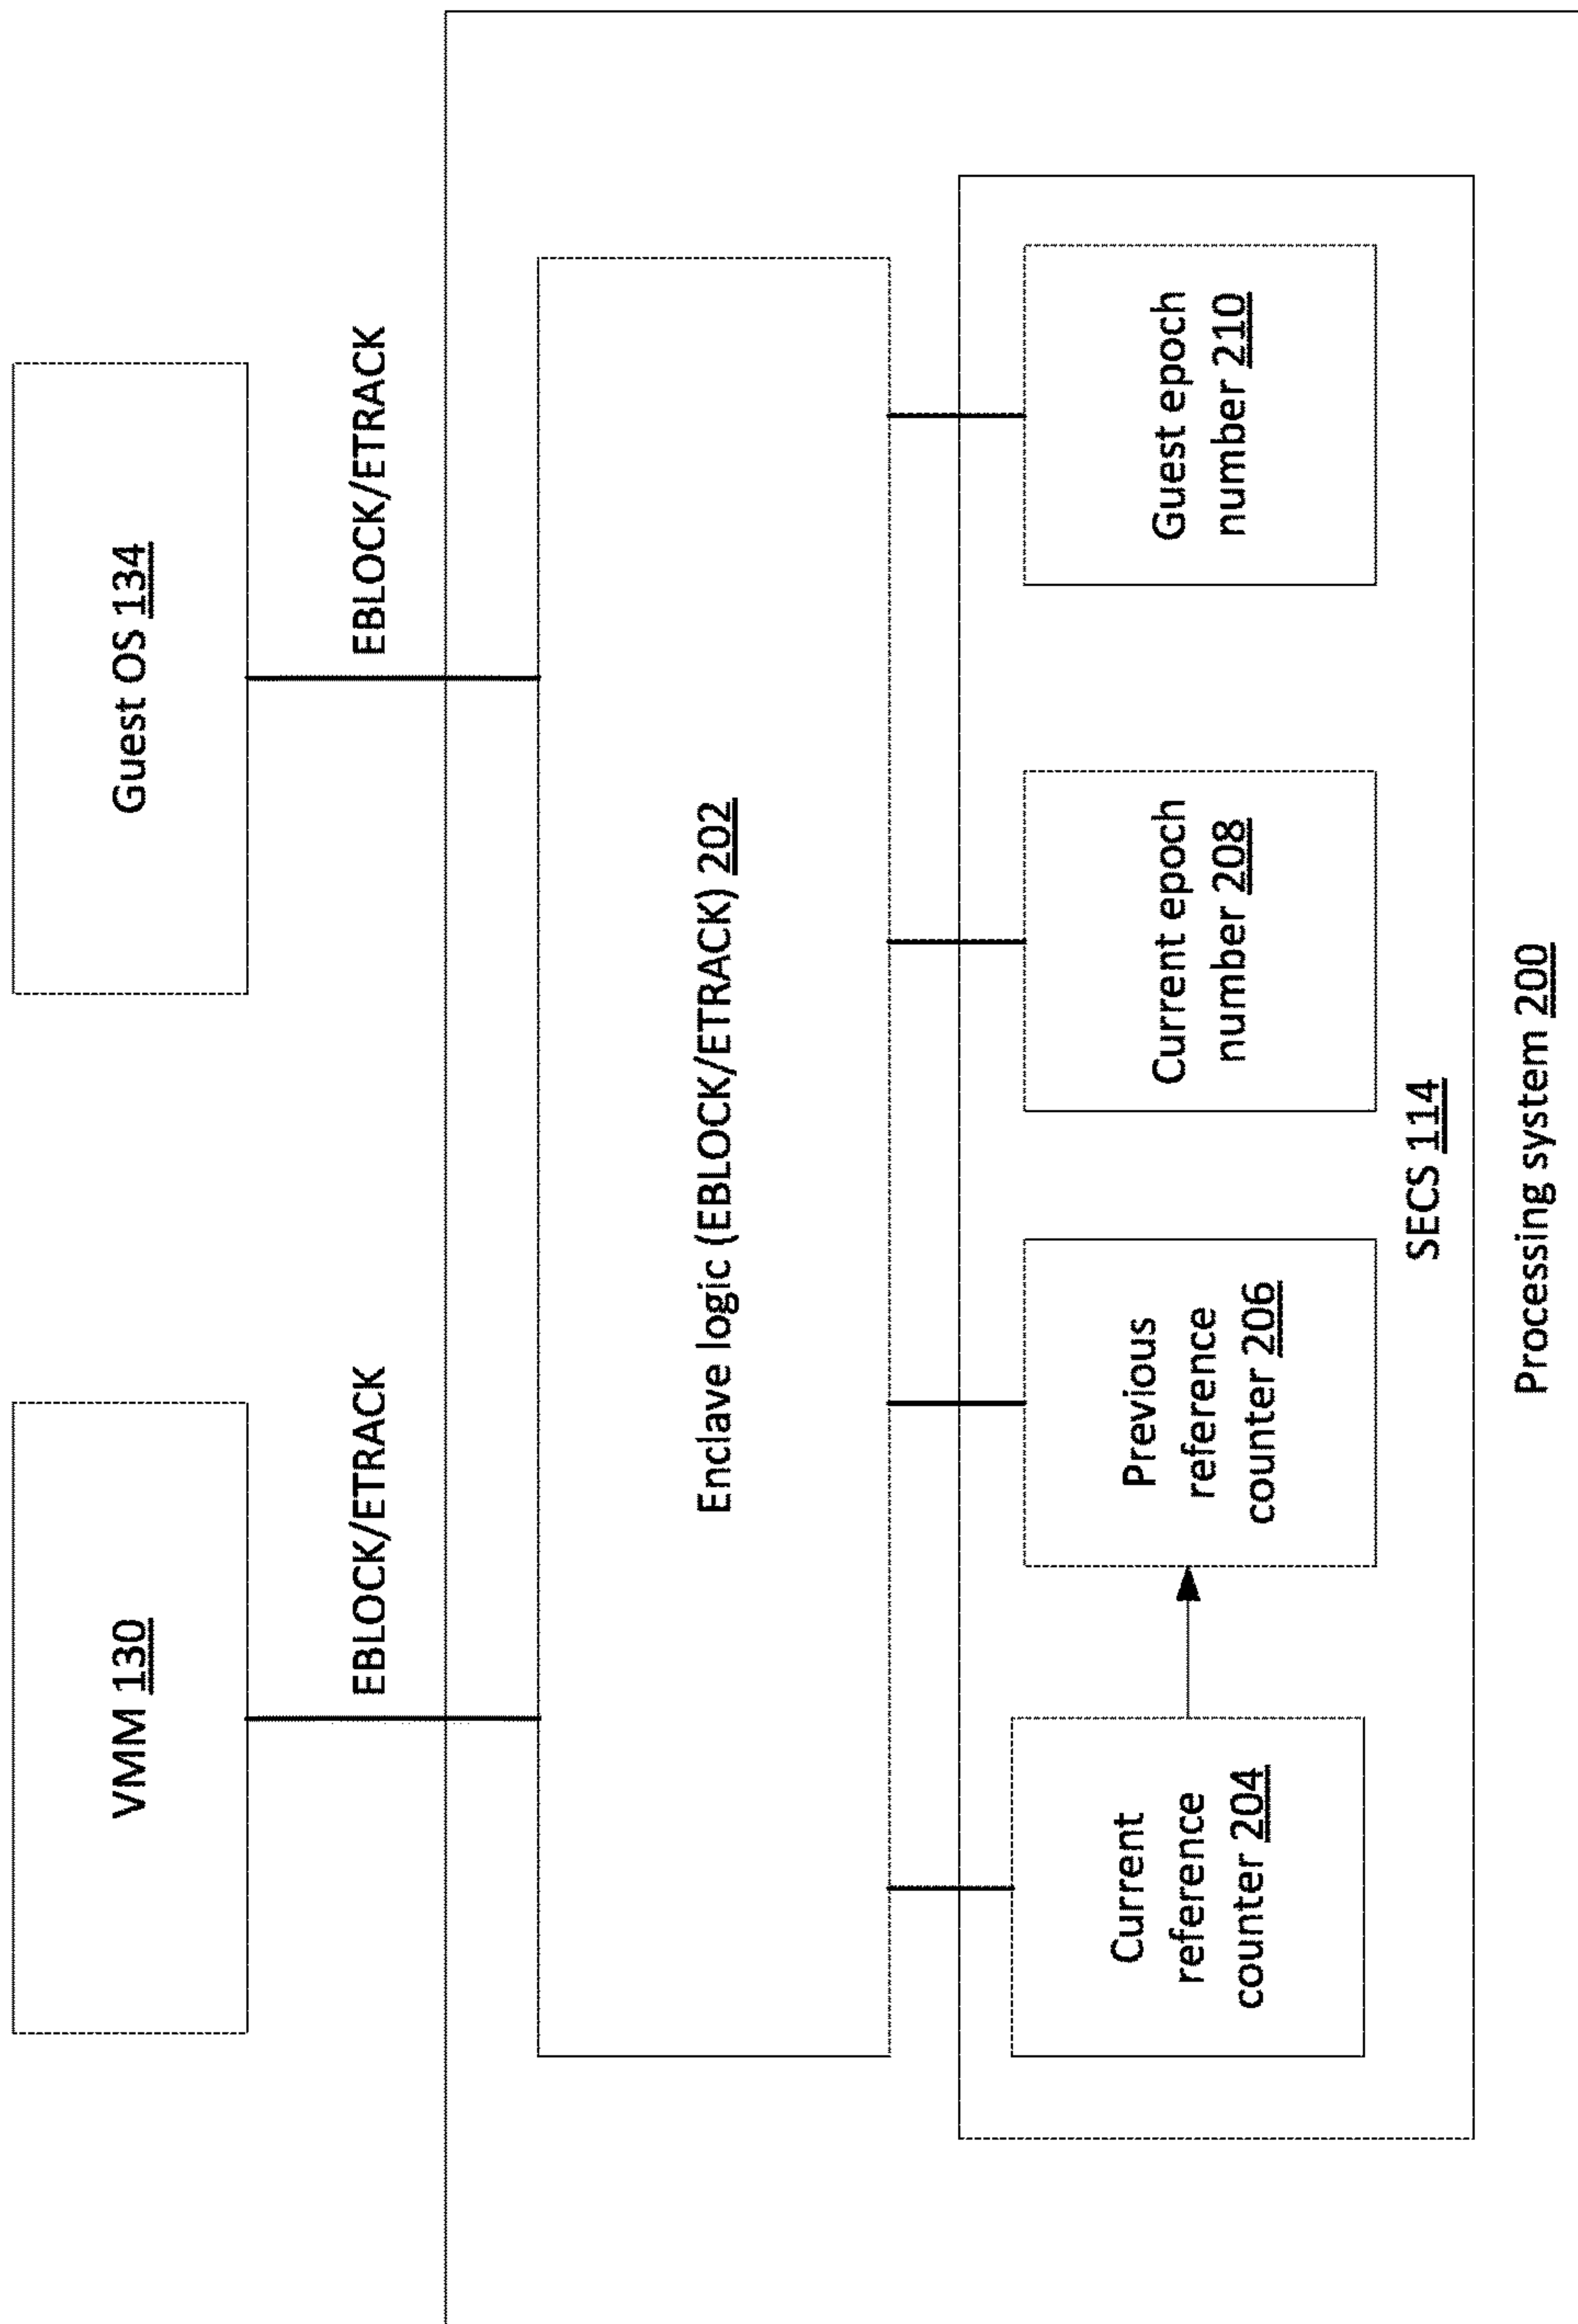 VMM 130
Guest OS 134
EBLOCK/ETRACK
EBLOCK/ETRACK
Enclave logic (EBLOCK/ETRACK) 202
Current
reference
counter 204
Previous
reference
counter 206
Current epoch
number 208
Guest epoch
number 210
SECS 114
Processing system 200